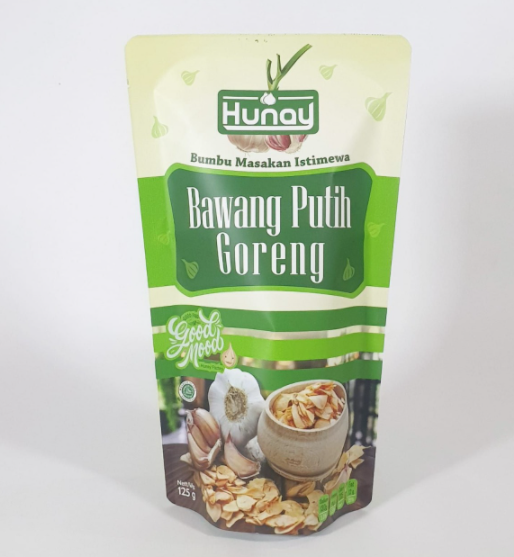 Hunay
Bumbu Masakan Istimewa
Bawang Putih
Goreng
Good
Mood
125 g